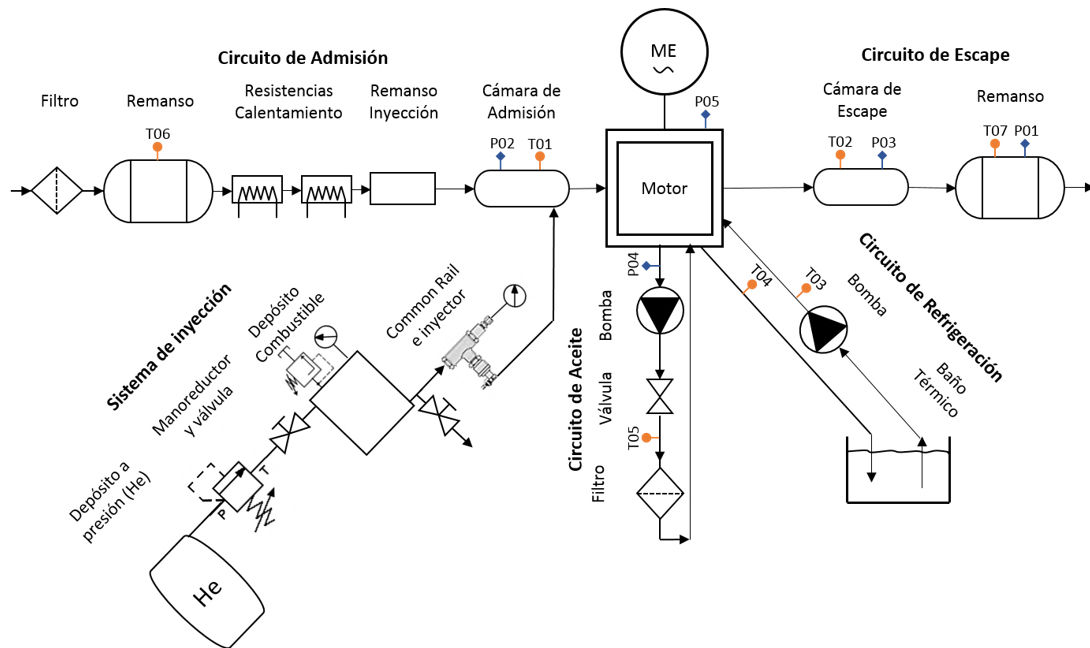 Circuito de Admisión
Filtro
Remanso
Resistencias
Calentamiento
Remanso
Inyección
Cámara de
Admisión
ME
Circuito de Escape
Cámara de
Escape
Remanso
T06
P02
T01
P05
T02
P03
T07
P01
Motor
P04
T04
T03
Bomba
Circuito de Refrigeración
Baño
Térmico
Sistema de inyección
Depósito
Combustible
Common Rail
e inyector
Manoreductor
y válvula
Depósito a
presión (He)
P
T
He
Circuito de Aceite
Bomba
Válvula
T05
Filtro